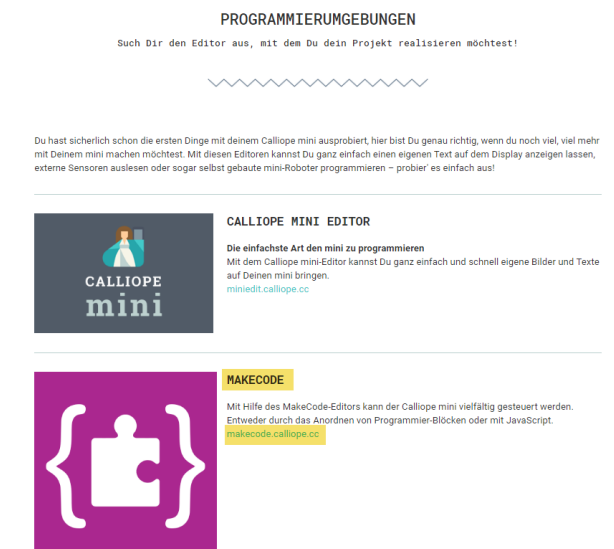 PROGRAMMIERUMGEBUNGEN
Such Dir den Editor aus, mit dem Du dein Projekt realisieren möchtest!
Du hast sicherlich schon die ersten Dinge mit deinem Calliope mini ausprobiert, hier bist Du genau richtig, wenn du noch viel, viel mehr
mit Deinem mini machen möchtest. Mit diesen Editoren kannst Du ganz einfach einen eigenen Text auf dem Display anzeigen lassen,
externe Sensoren auslesen oder sogar selbst gebaute mini-Roboter programmieren – probier´ es einfach aus!
CALLIOPE
mini
CALLIOPE MINI EDITOR
Die einfachste Art den mini zu programmieren
Mit dem Calliope mini-Editor kannst Du ganz einfach und schnell eigene Bilder und Texte
auf Deinen mini bringen.
miniedit.calliope.cc
MAKECODE
Mit Hilfe des MakeCode-Editors kann der Calliope mini vielfältig gesteuert werden.
Entweder durch das Anordnen von Programmier-Blöcken oder mit JavaScript.
makecode.calliope.cc